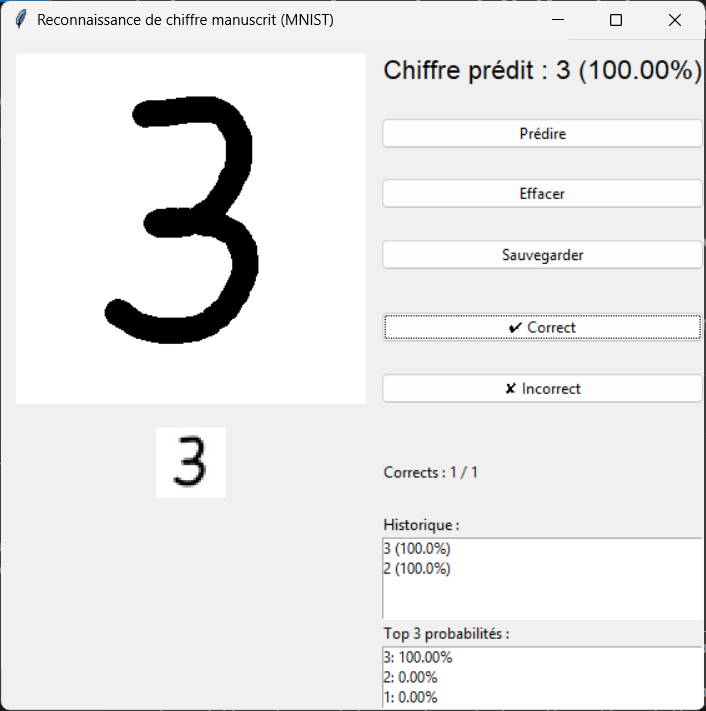 Reconnaissance de chiffre manuscrit (MNIST)
3
3
Chiffre prédit : 3 (100.00%)
Prédire
Effacer
Sauvegarder
✔ Correct
✘ Incorrect
Corrects : 1 / 1
Historique :
3 (100.0%)
2 (100.0%)
Top 3 probabilités :
3: 100.00%
2: 0.00%
1: 0.00%